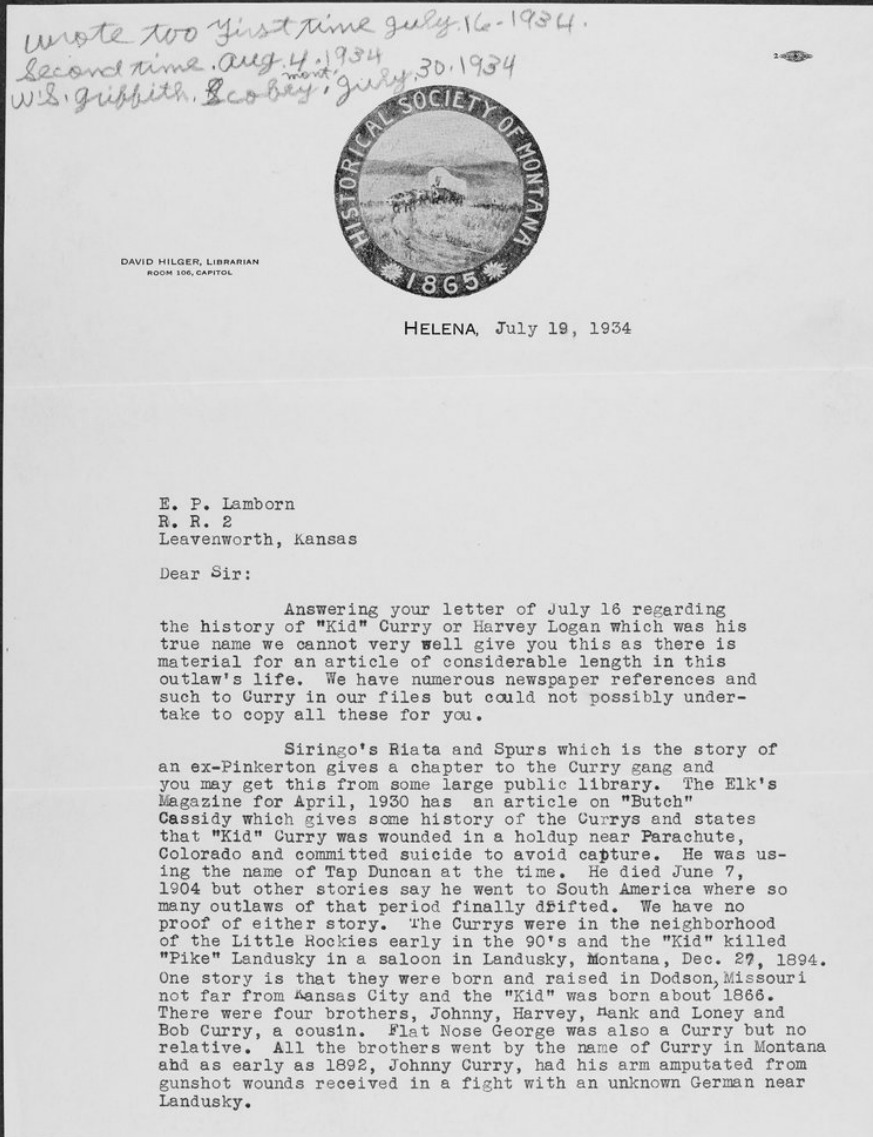 wrote too First time July.16-1934.
Second time. Aug.4.1934
W.S. Griffith. Scobey, mont, July.30.1934
HISTORICAL SOCIETY OF MONTANA
1865
DAVID HILGER, LIBRARIAN
ROOM 106, CAPITOL
HELENA, July 19, 1934
E. P. Lamborn
R. R. 2
Leavenworth, Kansas
Dear Sir:
Answering your letter of July 16 regarding
the history of "Kid" Curry or Harvey Logan which was his
true name we cannot very well give you this as there is
material for an article of considerable length in this
outlaw's life. We have numerous newspaper references and
such to Curry in our files but could not possibly under-
take to copy all these for you.
Siringo's Riata and Spurs which is the story of
an ex-Pinkerton gives a chapter to the Curry gang and
you may get this from some large public library. The Elk's
Magazine for April, 1930 has an article on "Butch"
Cassidy which gives some history of the Currys and states
that "Kid" Curry was wounded in a holdup near Parachute,
Colorado and committed suicide to avoid capture. He was us-
ing the name of Tap Duncan at the time. He died June 7,
1904 but other stories say he went to South America where so
many outlaws of that period finally drifted. We have no
proof of either story. The Currys were in the neighborhood
of the Little Rockies early in the 90's and the "Kid" killed
"Pike" Landusky in a saloon in Landusky, Montana, Dec. 27, 1894.
One story is that they were born and raised in Dodson, Missouri
not far from Kansas City and the "Kid" was born about 1866.
There were four brothers, Johnny, Harvey, Hank and Loney and
Bob Curry, a cousin. Flat Nose George was also a Curry but no
relative. All the brothers went by the name of Curry in Montana
ahd as early as 1892, Johnny Curry, had his arm amputated from
gunshot wounds received in a fight with an unknown German near
Landusky.